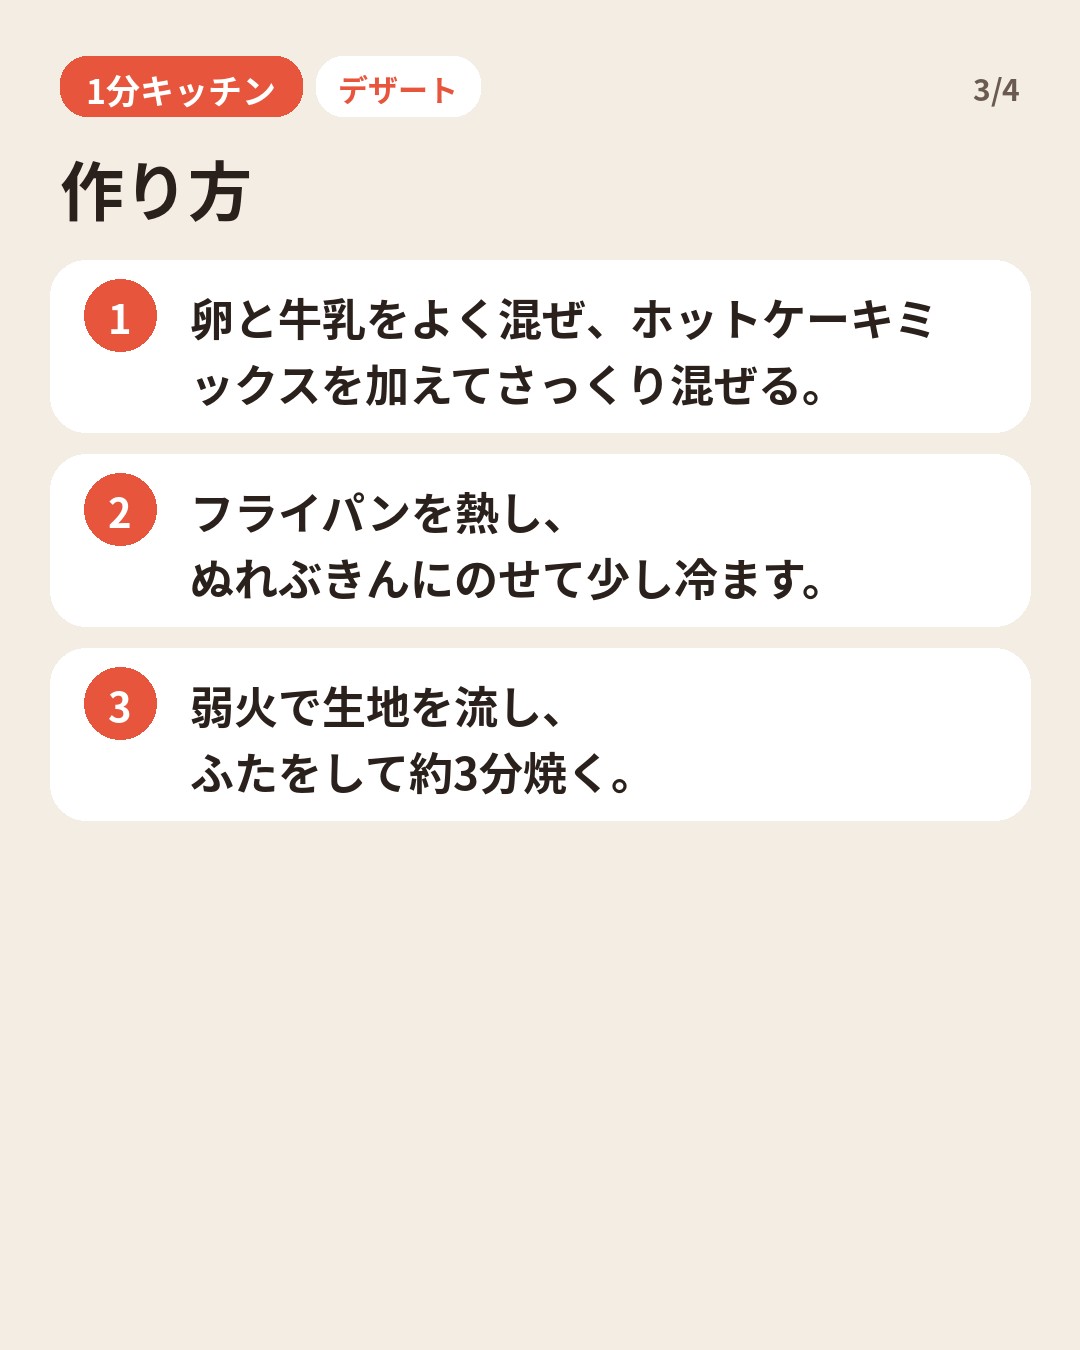 1分キッチン
デザート
3/4
作り方
1
卵と牛乳をよく混ぜ、ホットケーキミ
ックスを加えてさっくり混ぜる。
2
フライパンを熱し、
ぬれぶきんにのせて少し冷ます。
3
弱火で生地を流し、
ふたをして約3分焼く。